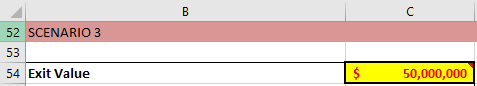 B C
52 SCENARIO 3
53
54 Exit Value $ 50,000,000